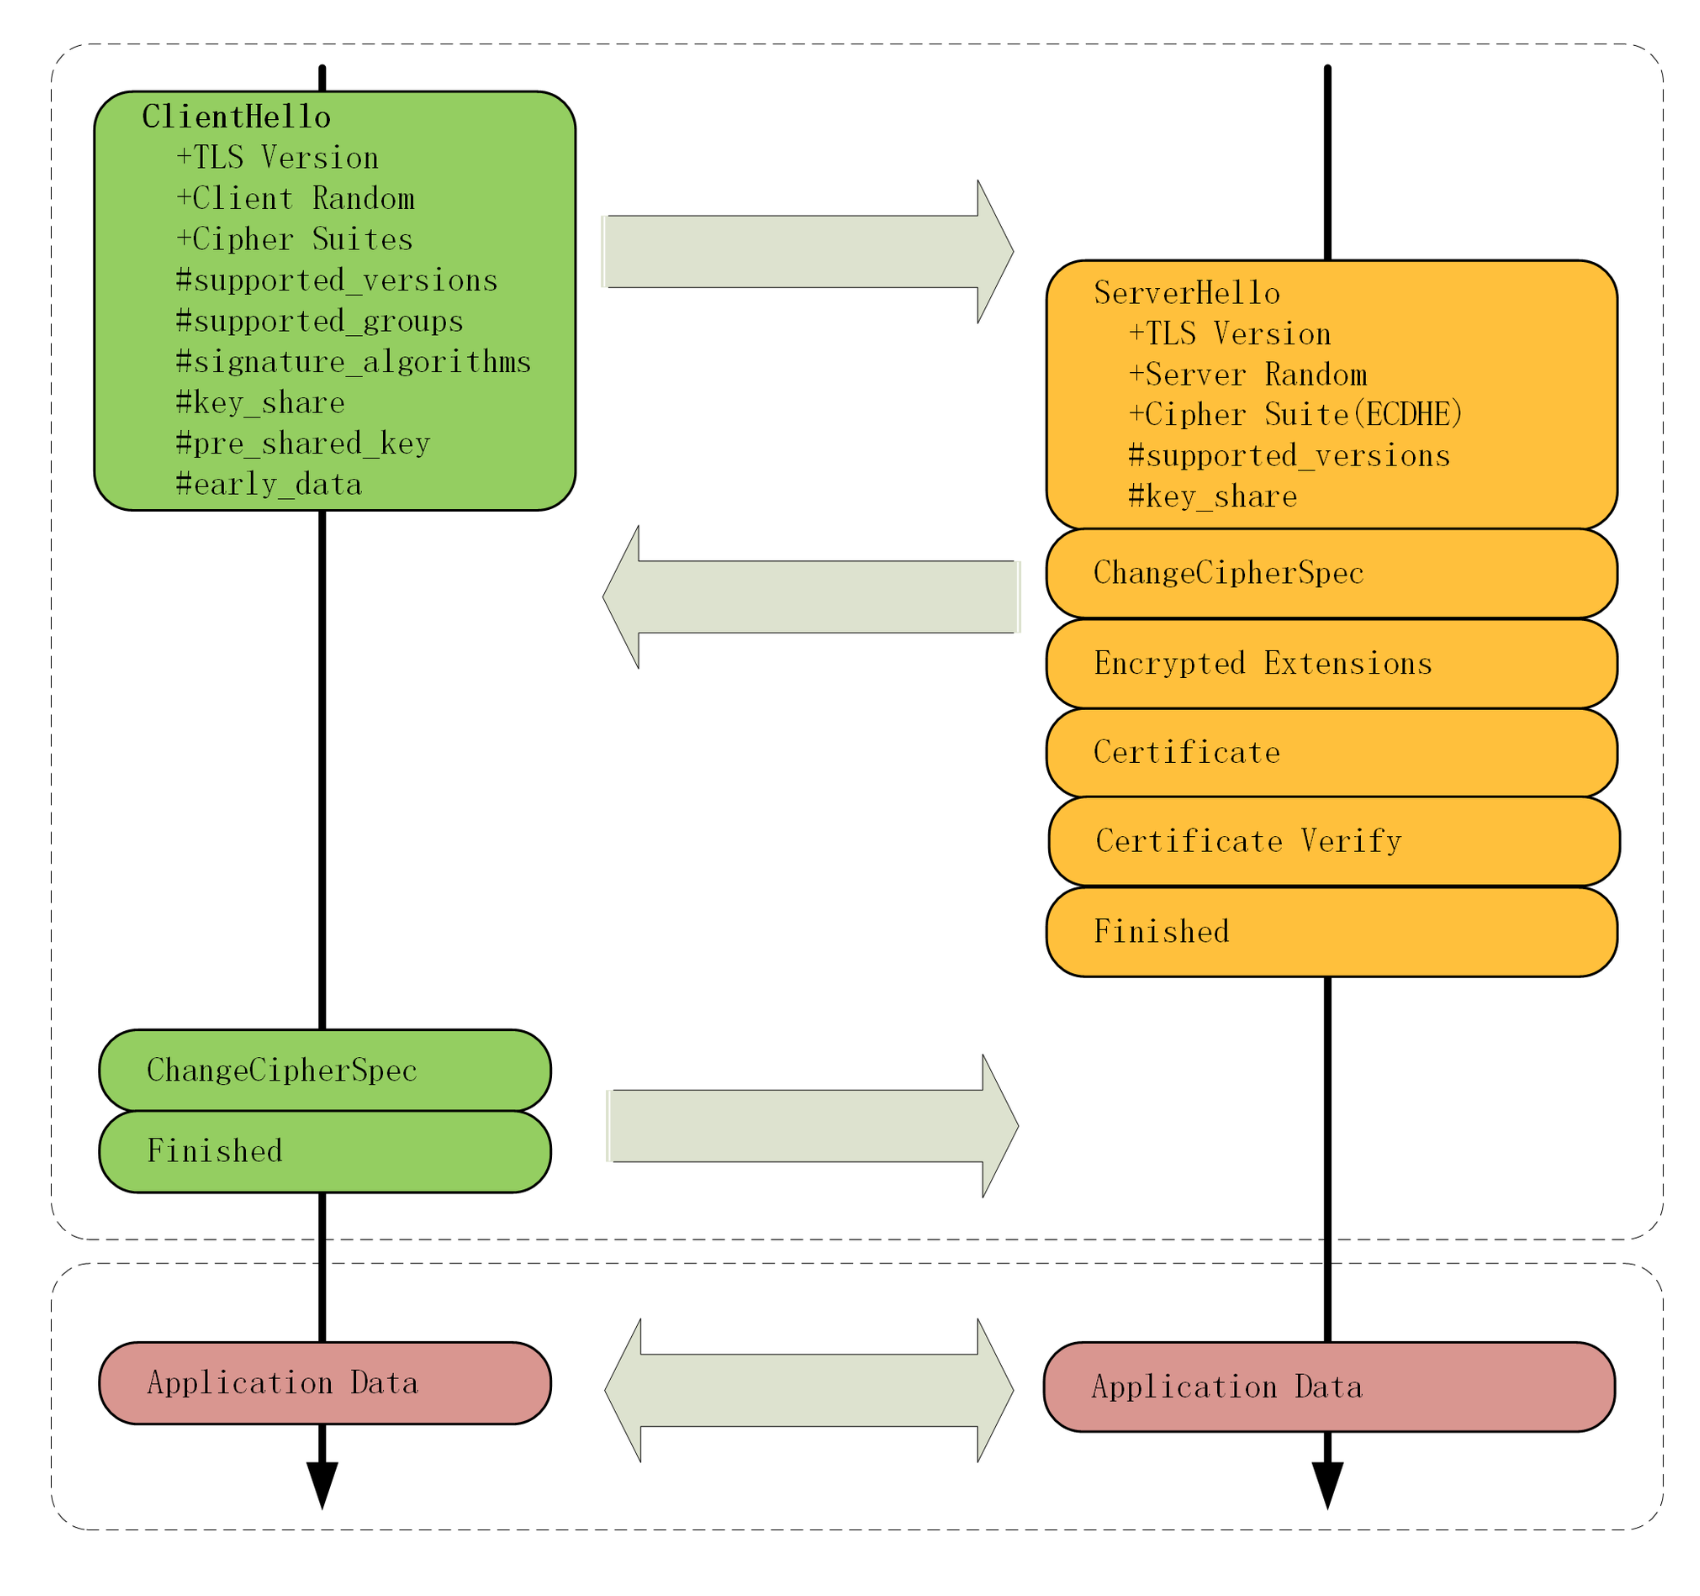 ClientHello
+TLS Version
+Client Random
+Cipher Suites
#supported_versions
#supported_groups
#signature_algorithms
#key_share
#pre_shared_key
#early_data
ServerHello
+TLS Version
+Server Random
+Cipher Suite(ECDHE)
#supported_versions
#key_share
ChangeCipherSpec
Encrypted Extensions
Certificate
Certificate Verify
Finished
ChangeCipherSpec
Finished
Application Data
Application Data